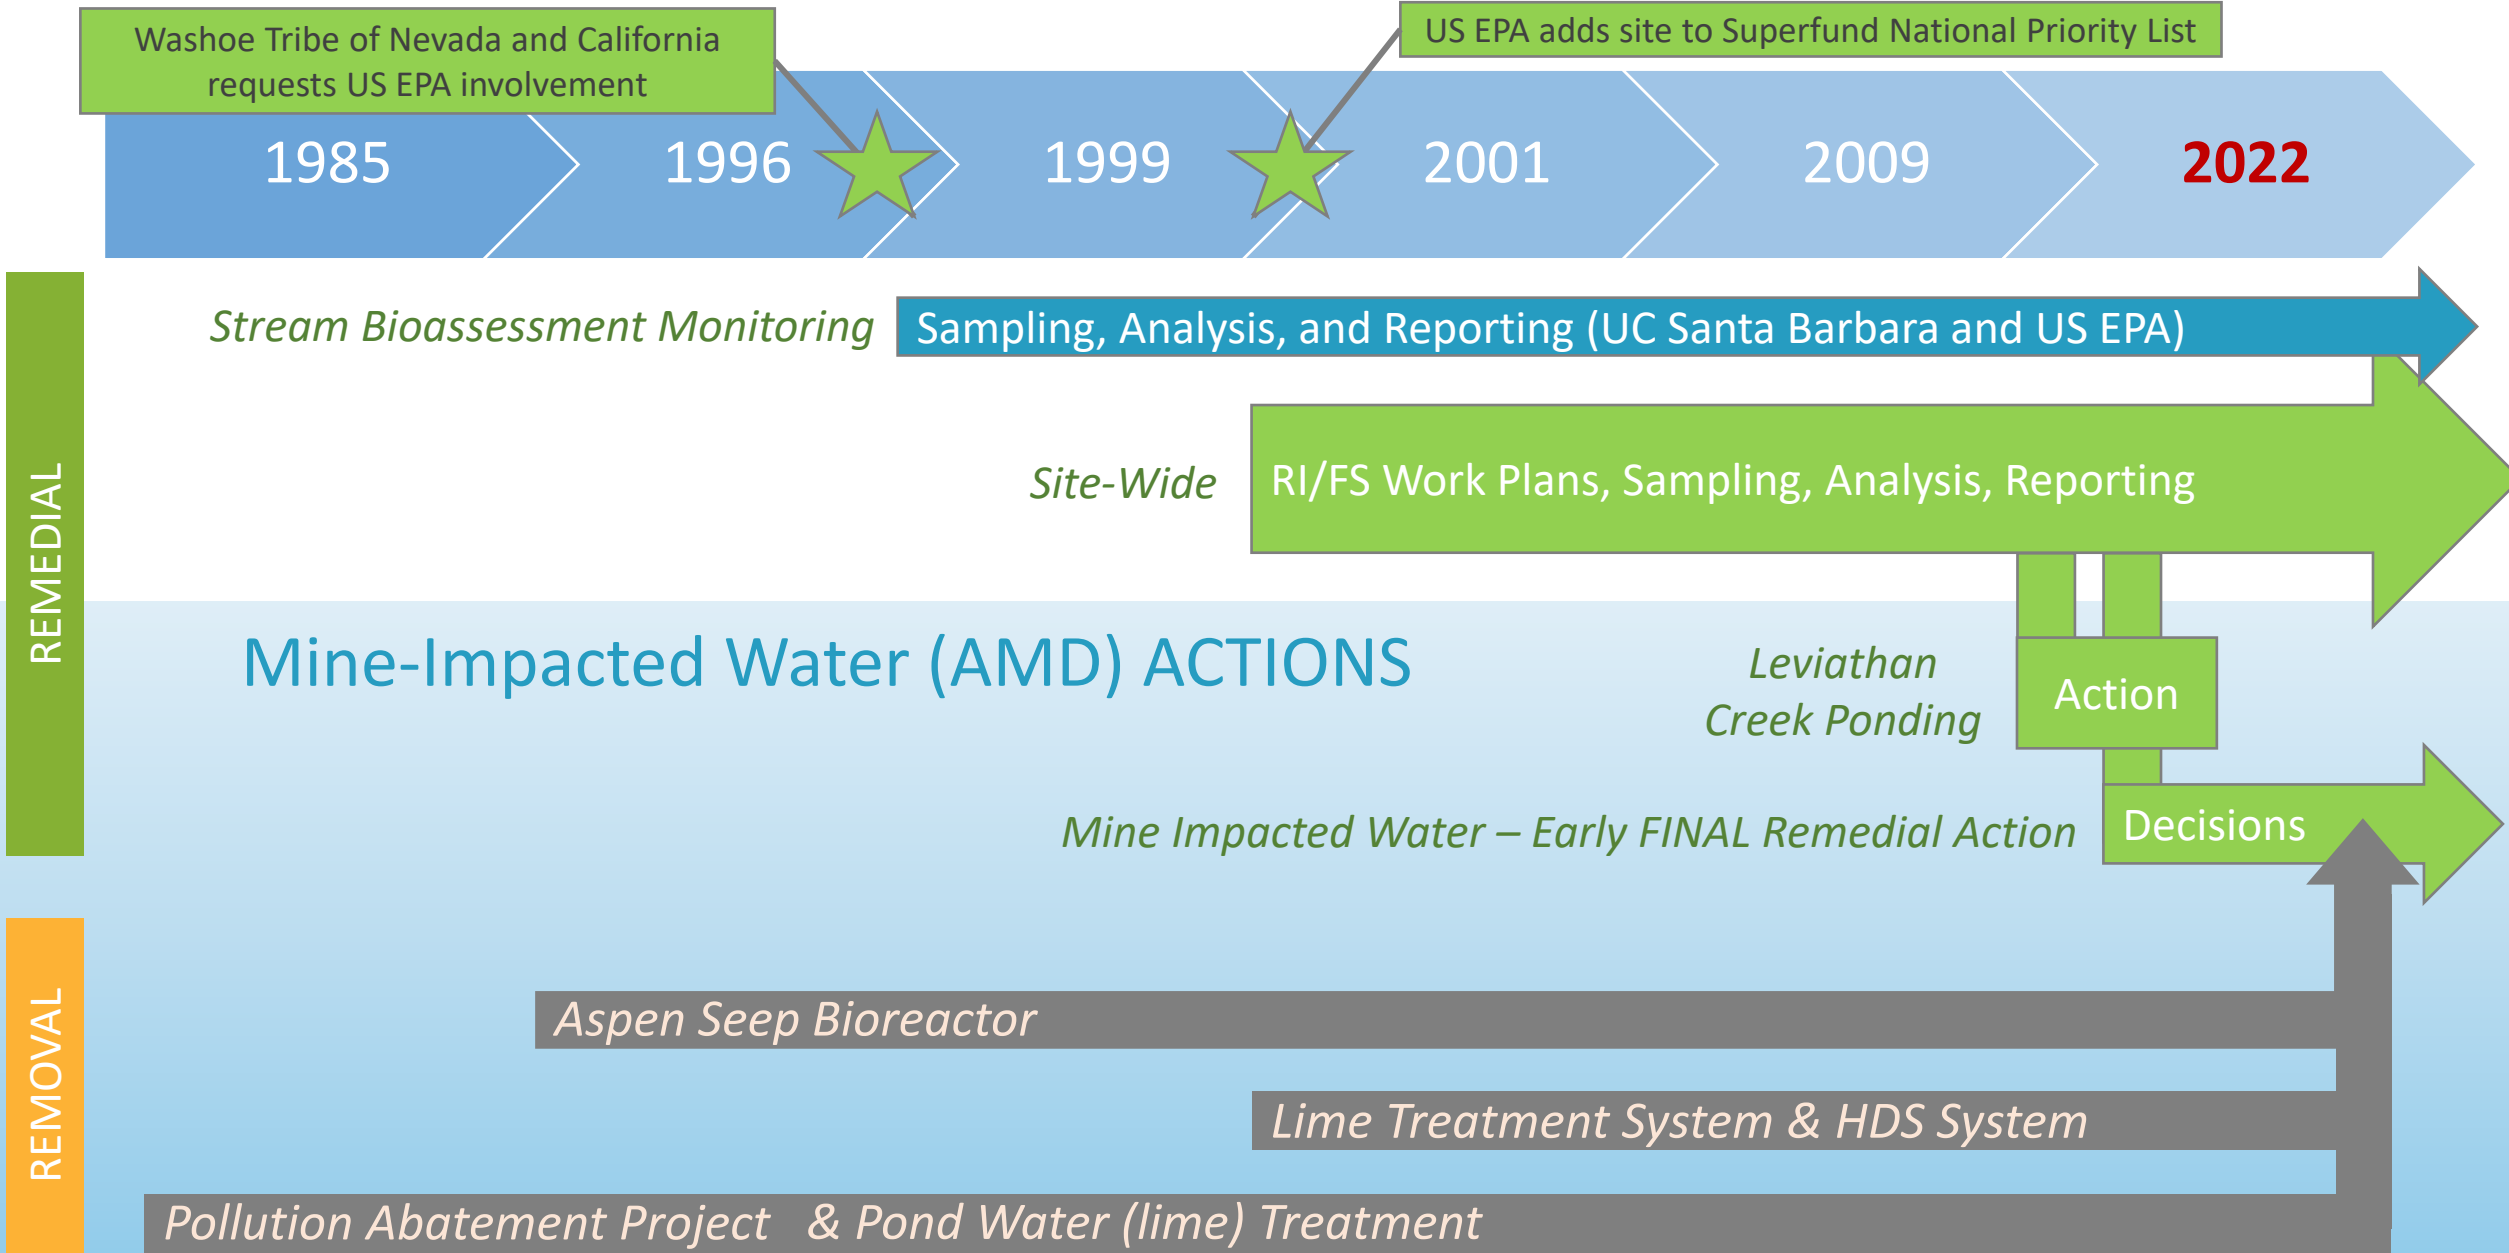 Washoe Tribe of Nevada and California
requests US EPA involvement
US EPA adds site to Superfund National Priority List
1985
1996
1999
2001
2009
2022
REMEDIAL
Stream Bioassessment Monitoring
Sampling, Analysis, and Reporting (UC Santa Barbara and US EPA)
Site-Wide
RI/FS Work Plans, Sampling, Analysis, Reporting
Mine-Impacted Water (AMD) ACTIONS
Leviathan
Creek Ponding
Action
Mine Impacted Water – Early FINAL Remedial Action
Decisions
REMOVAL
Aspen Seep Bioreactor
Lime Treatment System & HDS System
Pollution Abatement Project & Pond Water (lime) Treatment